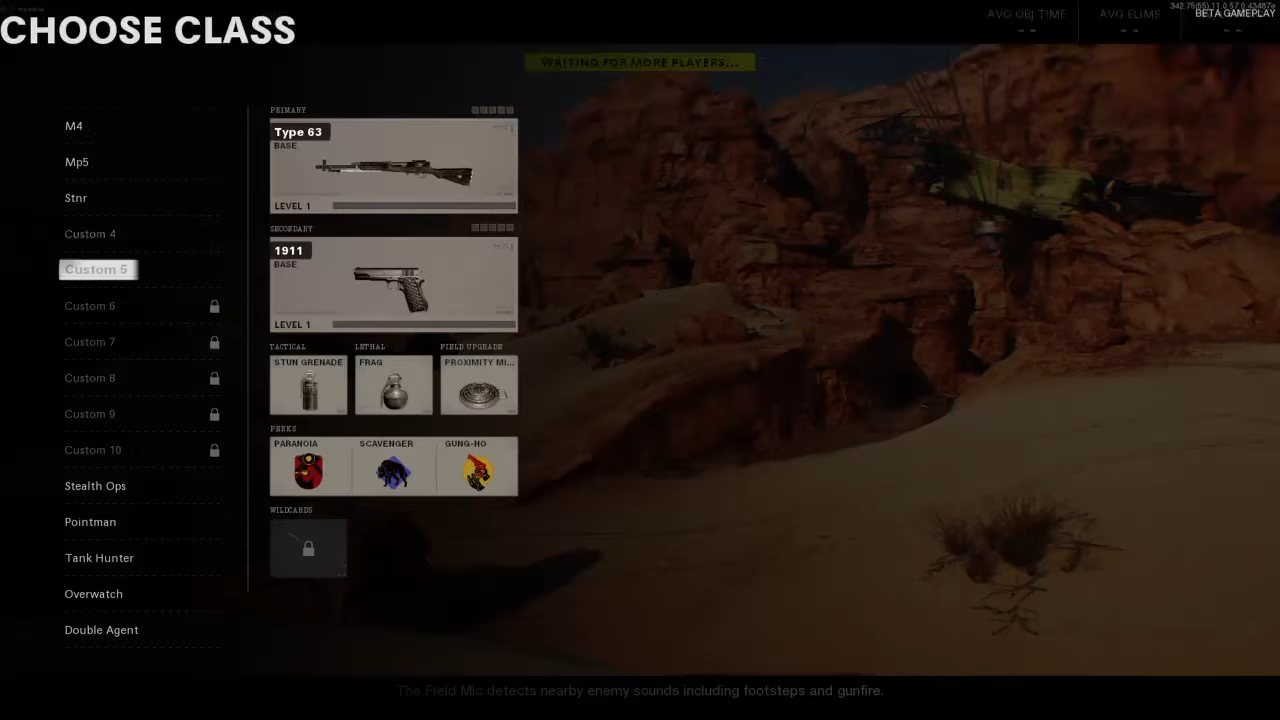 CHOOSE CLASS
AVG OBJ TIME
AVG ELIMS
BETA GAMEPLAY
- -
- -
- -
WAITING FOR MORE PLAYERS...
M4
Mp5
Stnr
Custom 4
Custom 5
Custom 6
Custom 7
Custom 8
Custom 9
Custom 10
Stealth Ops
Pointman
Tank Hunter
Overwatch
Double Agent
PRIMARY
Type 63
BASE
LEVEL 1
SECONDARY
1911
BASE
LEVEL 1
TACTICAL
LETHAL
FIELD UPGRADE
STUN GRENADE
FRAG
PROXIMITY MI...
PERKS
PARANOIA
SCAVENGER
GUNG-HO
WILDCARDS
The Field Mic detects nearby enemy sounds including footsteps and gunfire.